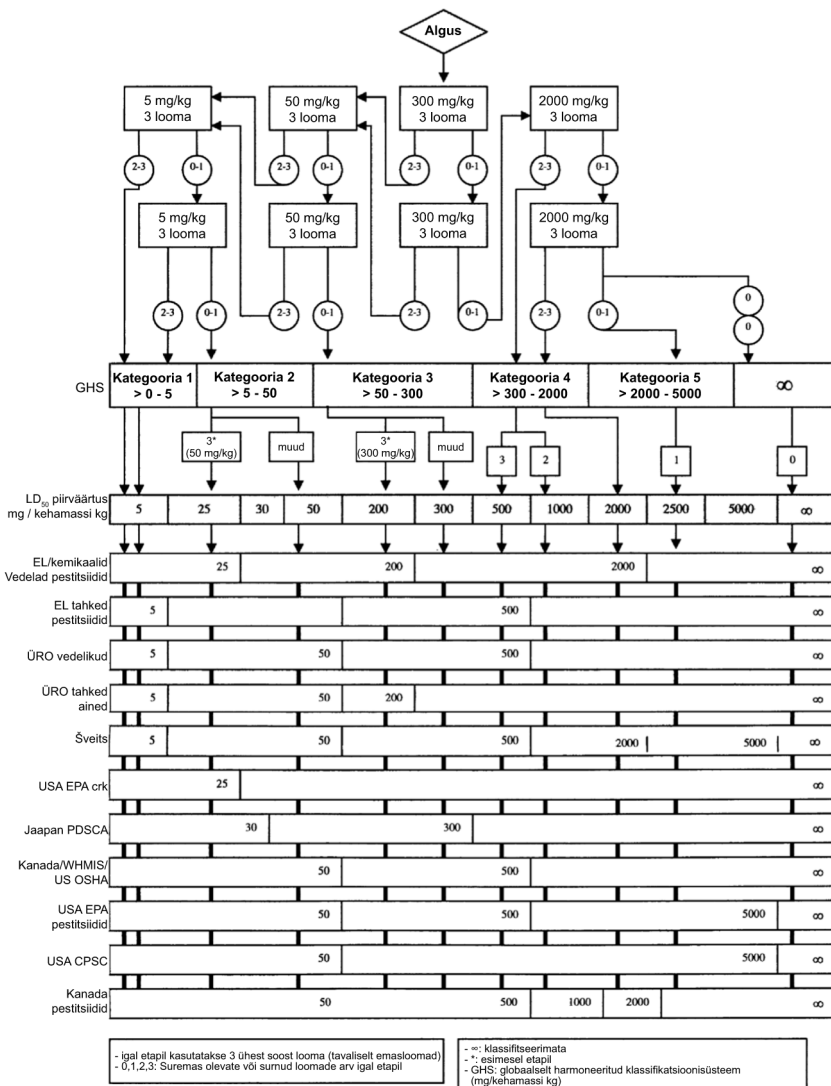 Algus
5 mg/kg
3 looma
50 mg/kg
3 looma
300 mg/kg
3 looma
2000 mg/kg
3 looma
2-3
0-1
2-3
0-1
2-3
0-1
2-3
0-1
5 mg/kg
3 looma
50 mg/kg
3 looma
300 mg/kg
3 looma
2000 mg/kg
3 looma
2-3
0-1
2-3
0-1
2-3
0-1
2-3
0-1
0
0
GHS
Kategooria 1
> 0 - 5
Kategooria 2
> 5 - 50
Kategooria 3
> 50 - 300
Kategooria 4
> 300 - 2000
Kategooria 5
> 2000 - 5000
∞
3*
(50 mg/kg)
muud
3*
(300 mg/kg)
muud
3
2
1
0
LD50 piirväärtus
mg / kehamassi kg
5 25 30 50 200 300 500 1000 2000 2500 5000 ∞
EL/kemikaalid
Vedelad pestitsiidid
25 200 2000 ∞
EL tahked
pestitsiidid
5 500 ∞
ÜRO vedelikud
5 50 500 ∞
ÜRO tahked
ained
5 50 200 ∞
Šveits
5 50 500 2000 5000 ∞
USA EPA crk
25 ∞
Jaapan PDSCA
30 300 ∞
Kanada/WHMIS/
US OSHA
50 500 ∞
USA EPA
pestitsiidid
50 500 5000 ∞
USA CPSC
50 5000 ∞
Kanada
pestitsiidid
50 500 1000 2000 ∞
- igal etapil kasutatakse 3 ühest soost looma (tavaliselt emasloomad)
- 0,1,2,3: Suremas olevate või surnud loomade arv igal etapil
- ∞: klassifitseerimata
- *: esimesel etapil
- GHS: globaalselt harmoneeritud klassifikatsioonisüsteem
(mg/kehamassi kg)